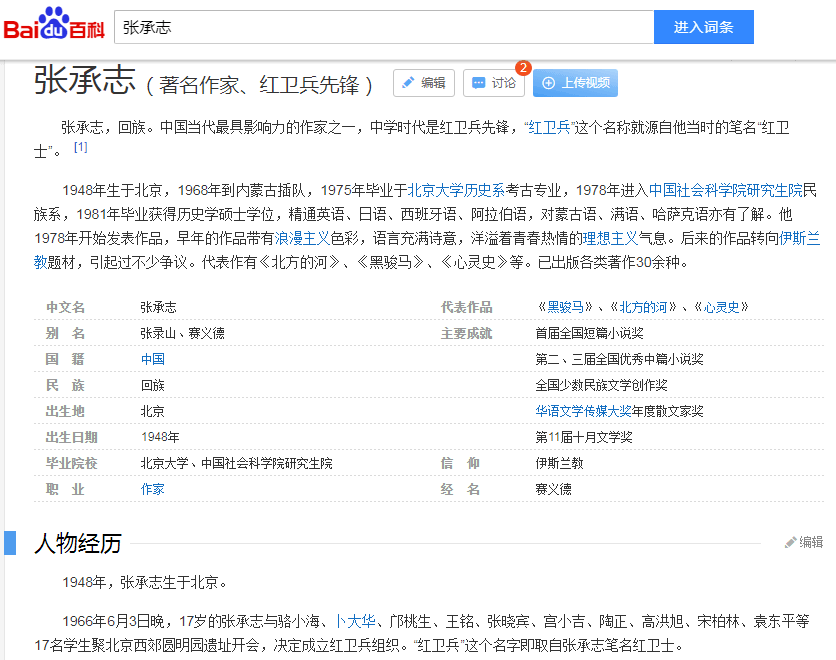 Bai du 百科
张承志
进入词条
张承志（著名作家、红卫兵先锋）
编辑
讨论
2
上传视频
张承志，回族。中国当代最具影响力的作家之一，中学时代是红卫兵先锋，“红卫兵”这个名称就源自他当时的笔名“红卫
士”。 [1]
1948年生于北京，1968年到内蒙古插队，1975年毕业于北京大学历史系考古专业，1978年进入中国社会科学院研究生院民
族系，1981年毕业获得历史学硕士学位，精通英语、日语、西班牙语、阿拉伯语，对蒙古语、满语、哈萨克语亦有了解。他
1978年开始发表作品，早年的作品带有浪漫主义色彩，语言充满诗意，洋溢着青春热情的理想主义气息。后来的作品转向伊斯兰
教题材，引起过不少争议。代表作有《北方的河》、《黑骏马》、《心灵史》等。已出版各类著作30余种。
中文名 张承志
别 名 张录山、赛义德
国 籍 中国
民 族 回族
出生地 北京
出生日期 1948年
毕业院校 北京大学、中国社会科学院研究生院
职 业 作家
代表作品 《黑骏马》、《北方的河》、《心灵史》
主要成就 首届全国短篇小说奖
第二、三届全国优秀中篇小说奖
全国少数民族文学创作奖
华语文学传媒大奖年度散文家奖
第11届十月文学奖
信 仰 伊斯兰教
经 名 赛义德
人物经历
编辑
1948年，张承志生于北京。
1966年6月3日晚，17岁的张承志与骆小海、卜大华、邝桃生、王铭、张晓宾、宫小吉、陶正、高洪旭、宋柏林、袁东平等
17名学生聚北京西郊圆明园遗址开会，决定成立红卫兵组织。“红卫兵”这个名字即取自张承志笔名红卫士。